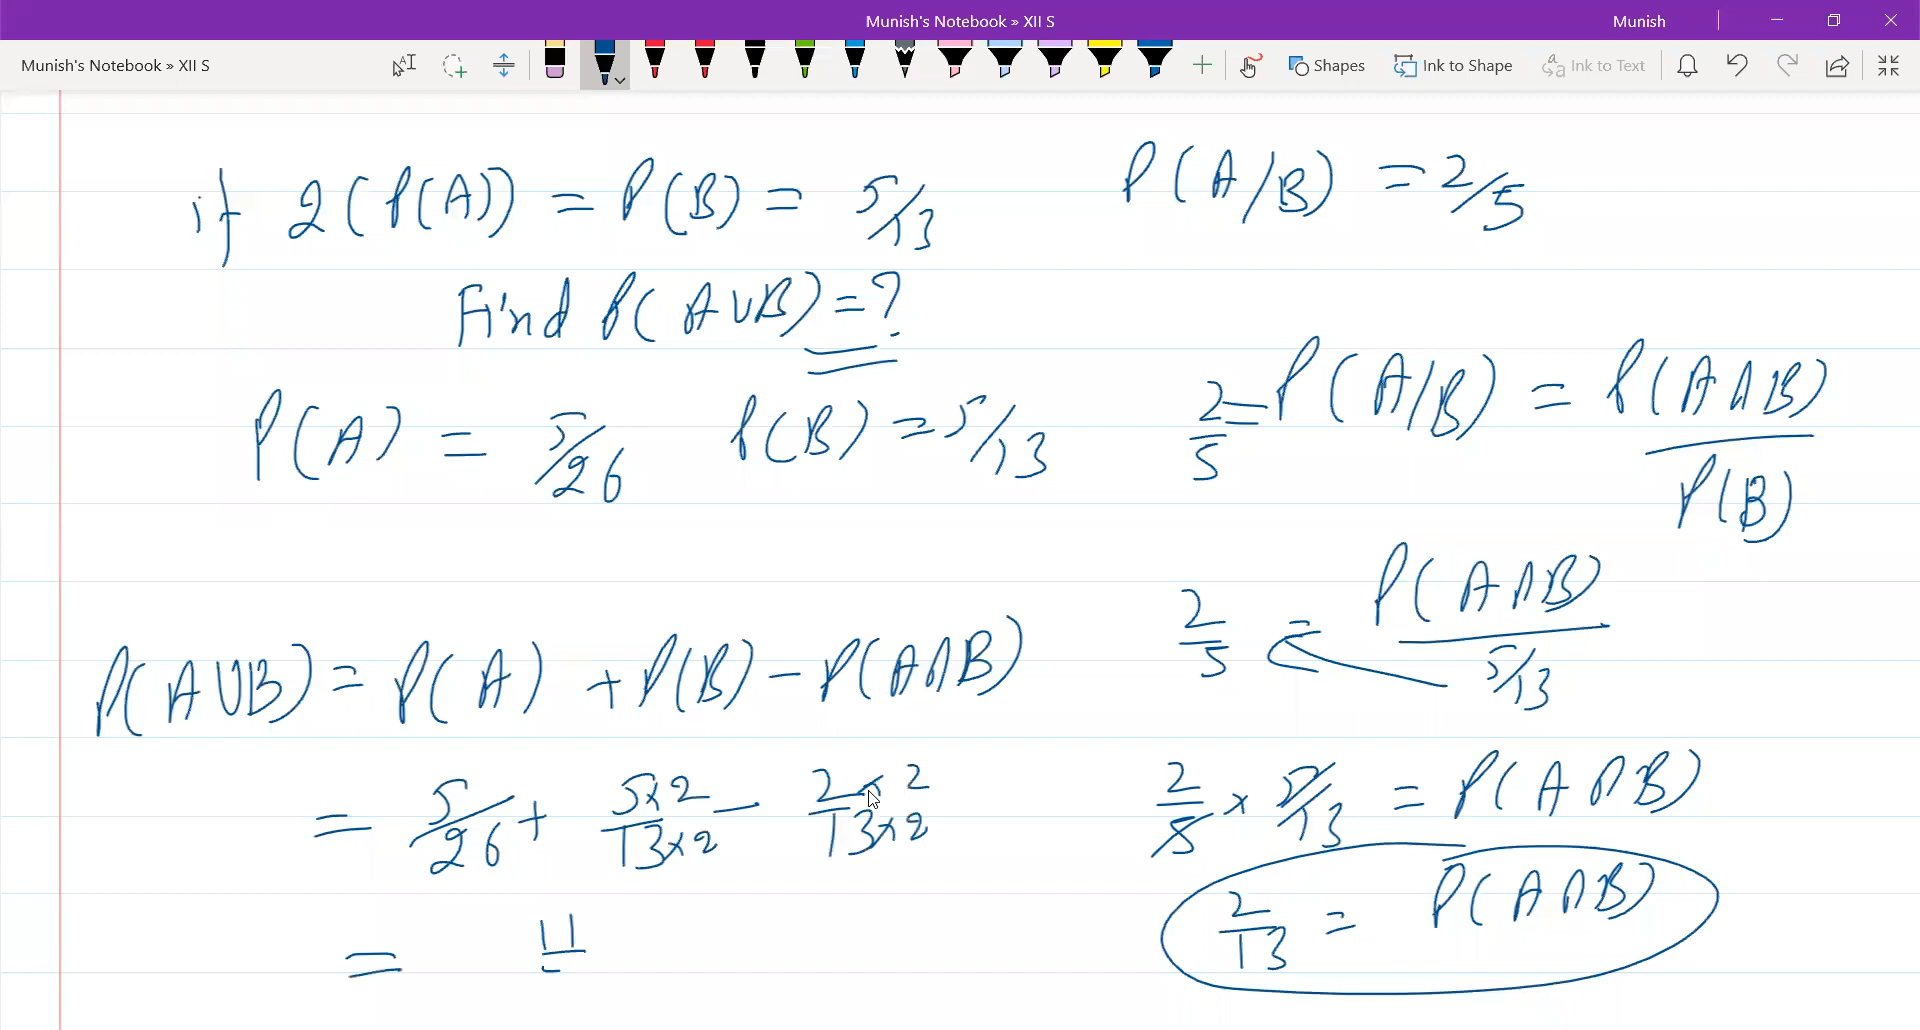 Munish's Notebook » XII S
Munish
Munish's Notebook » XII S
Shapes
Ink to Shape
Ink to Text
if 2(P(A)) = P(B) = 5/13
P(A/B) = 2/5
Find P(A∪B) = ?
P(A) = 5/26
P(B) = 5/13
2/5 = P(A/B) = P(A∩B)/P(B)
2/5 = P(A∩B)/(5/13)
P(A∪B) = P(A) + P(B) - P(A∩B)
= 5/26 + 5×2/13×2 - 2×2/13×2
2/5 × 5/13 = P(A∩B)
2/13 = P(A∩B)
= 11